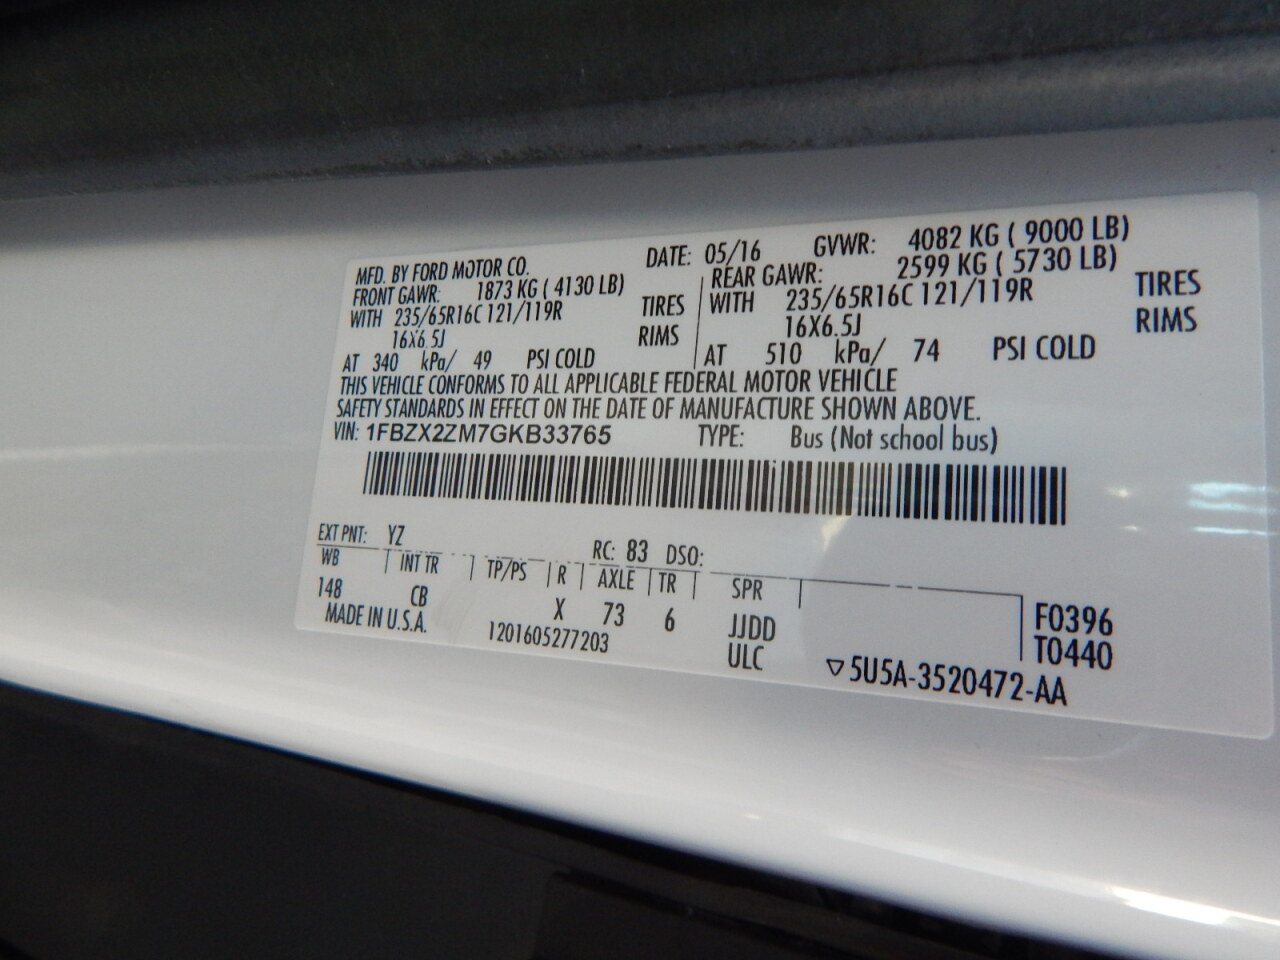 MFD. BY FORD MOTOR CO. DATE: 05/16 GVWR: 4082 KG ( 9000 LB)
FRONT GAWR: 1873 KG ( 4130 LB) REAR GAWR: 2599 KG ( 5730 LB)
WITH 235/65R16C 121/119R TIRES WITH 235/65R16C 121/119R TIRES
16X6.5J RIMS 16X6.5J RIMS
AT 340 kPa/ 49 PSI COLD AT 510 kPa/ 74 PSI COLD
THIS VEHICLE CONFORMS TO ALL APPLICABLE FEDERAL MOTOR VEHICLE
SAFETY STANDARDS IN EFFECT ON THE DATE OF MANUFACTURE SHOWN ABOVE.
VIN: 1FBZX2ZM7GKB33765 TYPE: Bus (Not school bus)
EXT PNT: YZ RC: 83 DSO:
WB INT TR TP/PS R AXLE TR SPR
148 CB X 73 6 JJDD F0396
MADE IN U.S.A. 1201605277203 ULC T0440
▽5U5A-3520472-AA